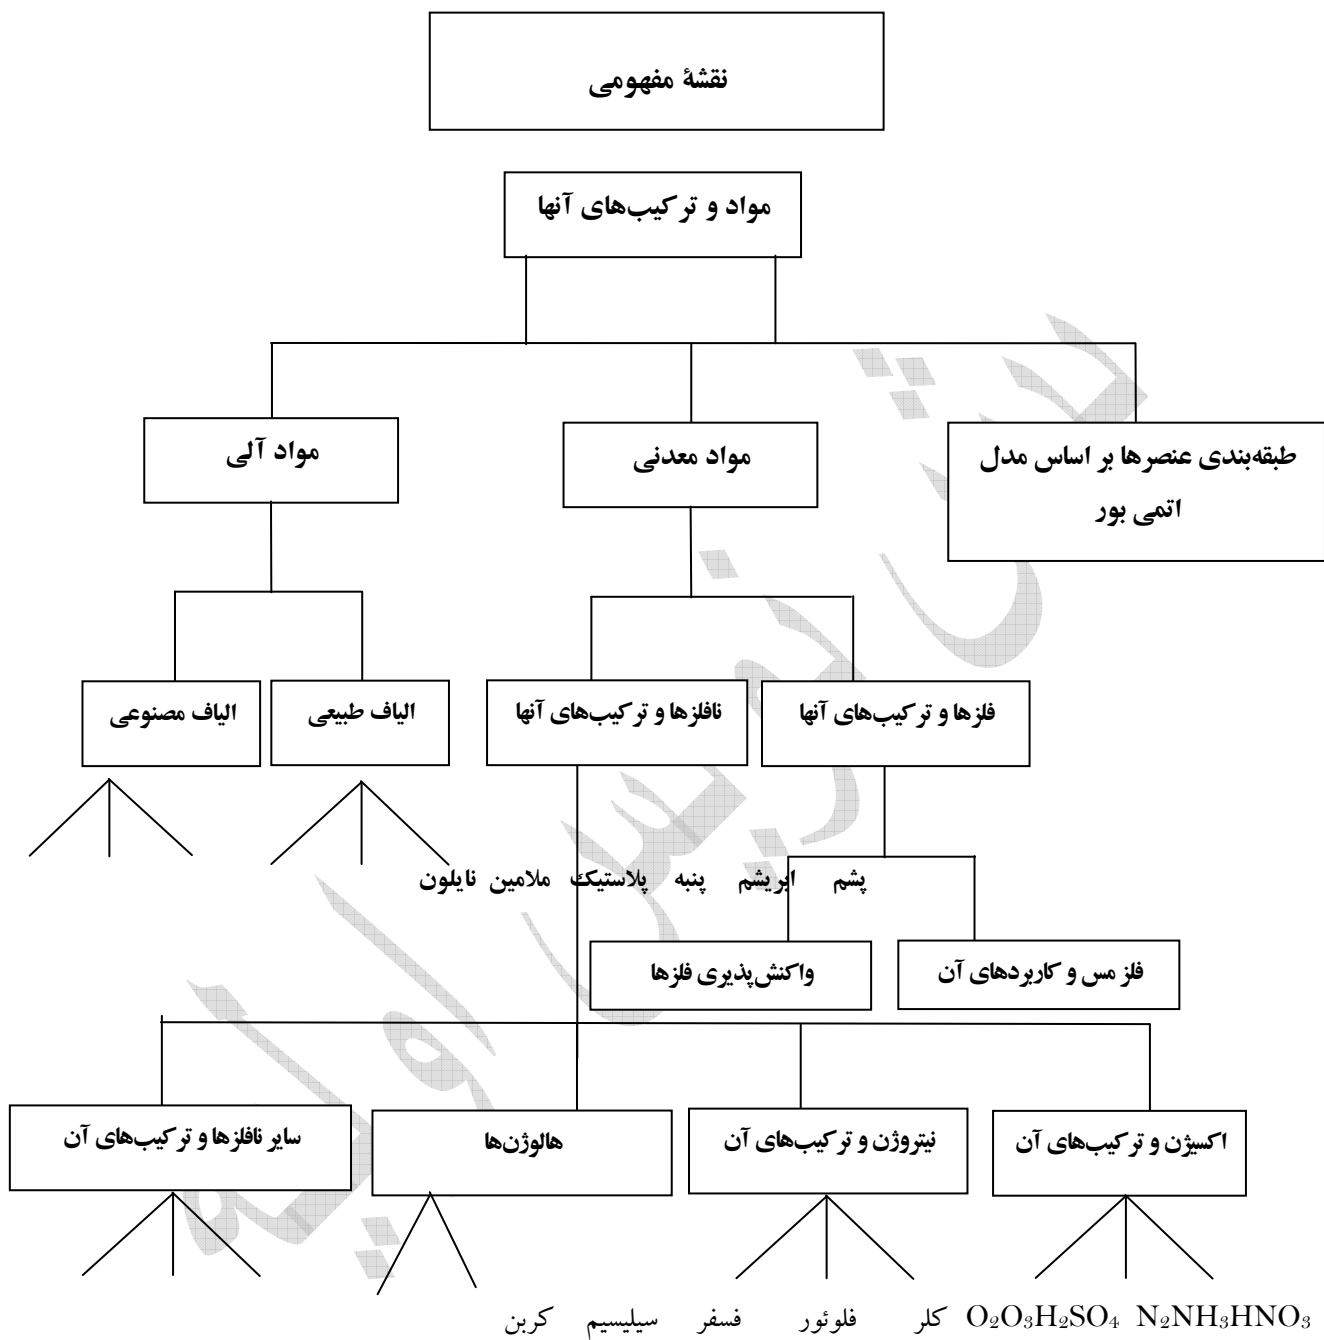 نقشهٔ مفهومی
مواد و ترکیب‌های آنها
طبقه‌بندی عنصرها بر اساس مدل
اتمی بور
مواد معدنی
مواد آلی
فلزها و ترکیب‌های آنها
نافلزها و ترکیب‌های آنها
الیاف طبیعی
الیاف مصنوعی
پشم ابریشم پنبه پلاستیک ملامین نایلون
فلز مس و کاربردهای آن
واکنش‌پذیری فلزها
اکسیژن و ترکیب‌های آن
نیتروژن و ترکیب‌های آن
هالوژن‌ها
سایر نافلزها و ترکیب‌های آن
O₂O₃H₂SO₄ N₂NH₃HNO₃ کلر فلوئور فسفر سیلیسیم کربن
پیش نویس اولیه